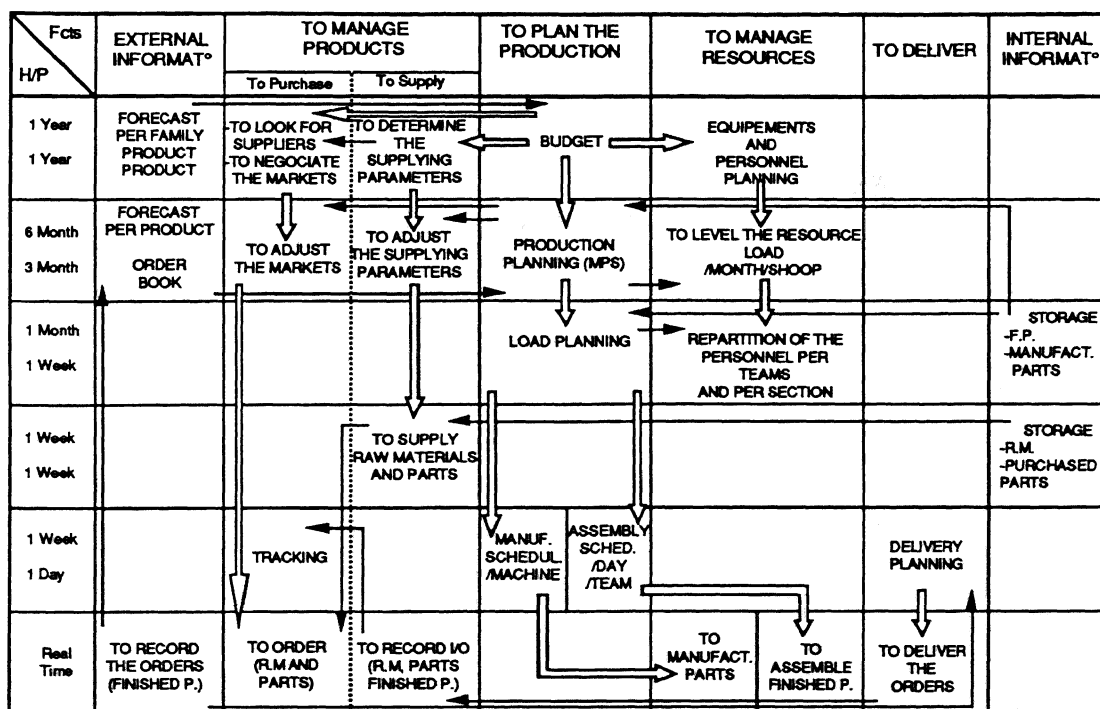 Fcts
H/P
EXTERNAL
INFORMAT°
TO MANAGE
PRODUCTS
To Purchase
To Supply
TO PLAN THE
PRODUCTION
TO MANAGE
RESOURCES
TO DELIVER
INTERNAL
INFORMAT°
1 Year
1 Year
FORECAST
PER FAMILY
PRODUCT
PRODUCT
-TO LOOK FOR
SUPPLIERS
-TO NEGOCIATE
THE MARKETS
TO DETERMINE
THE
SUPPLYING
PARAMETERS
BUDGET
EQUIPEMENTS
AND
PERSONNEL
PLANNING
6 Month
3 Month
FORECAST
PER PRODUCT
ORDER
BOOK
TO ADJUST
THE MARKETS
TO ADJUST
THE SUPPLYING
PARAMETERS
PRODUCTION
PLANNING (MPS)
TO LEVEL THE RESOURCE
LOAD
/MONTH/SHOOP
1 Month
1 Week
LOAD PLANNING
REPARTITION OF THE
PERSONNEL PER
TEAMS
AND PER SECTION
STORAGE
-F.P.
-MANUFACT.
PARTS
1 Week
1 Week
TO SUPPLY
RAW MATERIALS
AND PARTS
STORAGE
-R.M.
-PURCHASED
PARTS
1 Week
1 Day
TRACKING
MANUF.
SCHEDUL.
/MACHINE
ASSEMBLY
SCHED.
/DAY
/TEAM
DELIVERY
PLANNING
Real
Time
TO RECORD
THE ORDERS
(FINISHED P.)
TO ORDER
(R.M AND
PARTS)
TO RECORD I/O
(R.M, PARTS
FINISHED P.)
TO
MANUFACT.
PARTS
TO
ASSEMBLE
FINISHED P.
TO DELIVER
THE
ORDERS